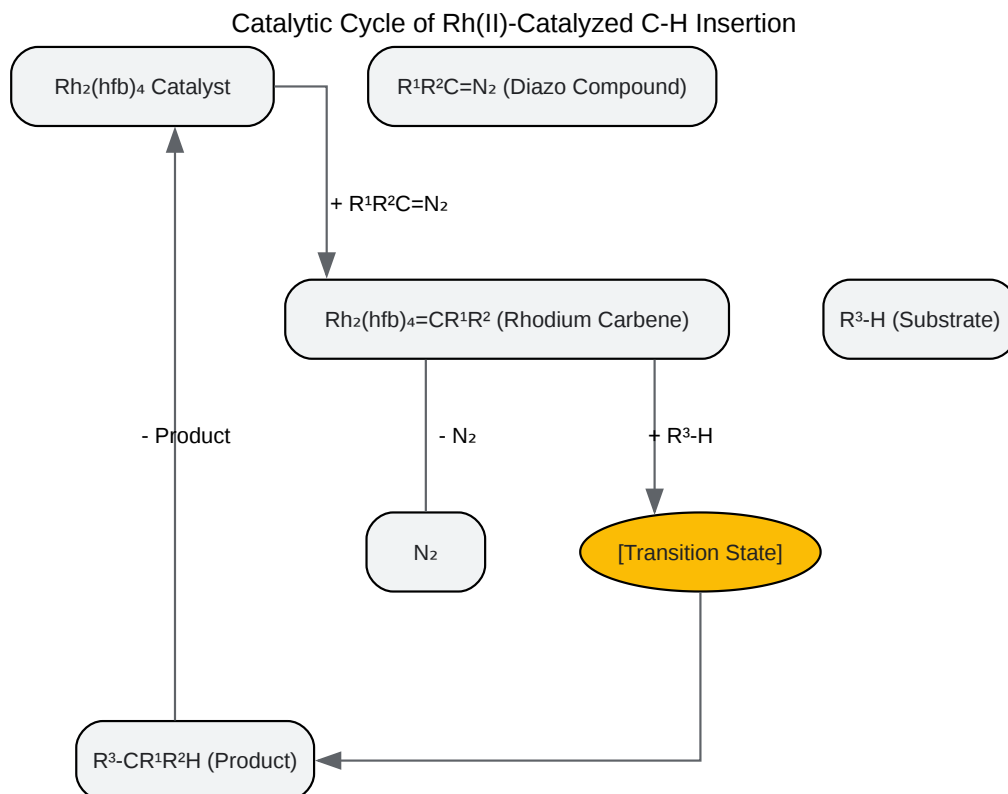 Catalytic Cycle of Rh(II)-Catalyzed C-H Insertion
Rh₂(hfb)₄ Catalyst
R¹R²C=N₂ (Diazo Compound)
+ R¹R²C=N₂
Rh₂(hfb)₄=CR¹R² (Rhodium Carbene)
R³-H (Substrate)
- Product
- N₂
+ R³-H
N₂
[Transition State]
R³-CR¹R²H (Product)